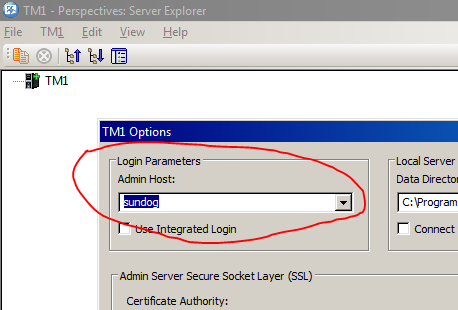 TM1 - Perspectives: Server Explorer
File TM1 Edit View Help
TM1
TM1 Options
Login Parameters
Local Server
Admin Host:
Data Director
sundog
C:\Program
Use Integrated Login
Connect
Admin Server Secure Socket Layer (SSL)
Certificate Authority: